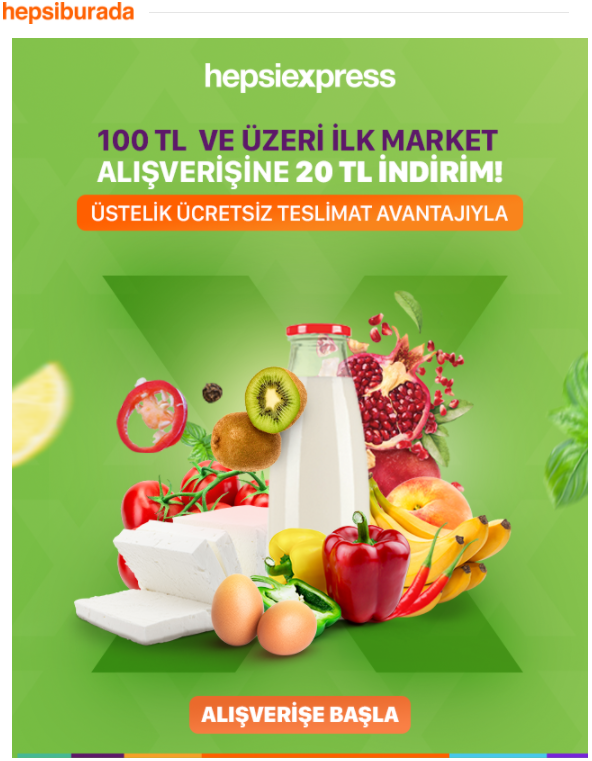 hepsiburada
hepsiexpress
100 TL VE ÜZERİ İLK MARKET
ALIŞVERİŞİNE 20 TL İNDİRİM!
ÜSTELİK ÜCRETSİZ TESLİMAT AVANTAJIYLA
ALIŞVERİŞE BAŞLA